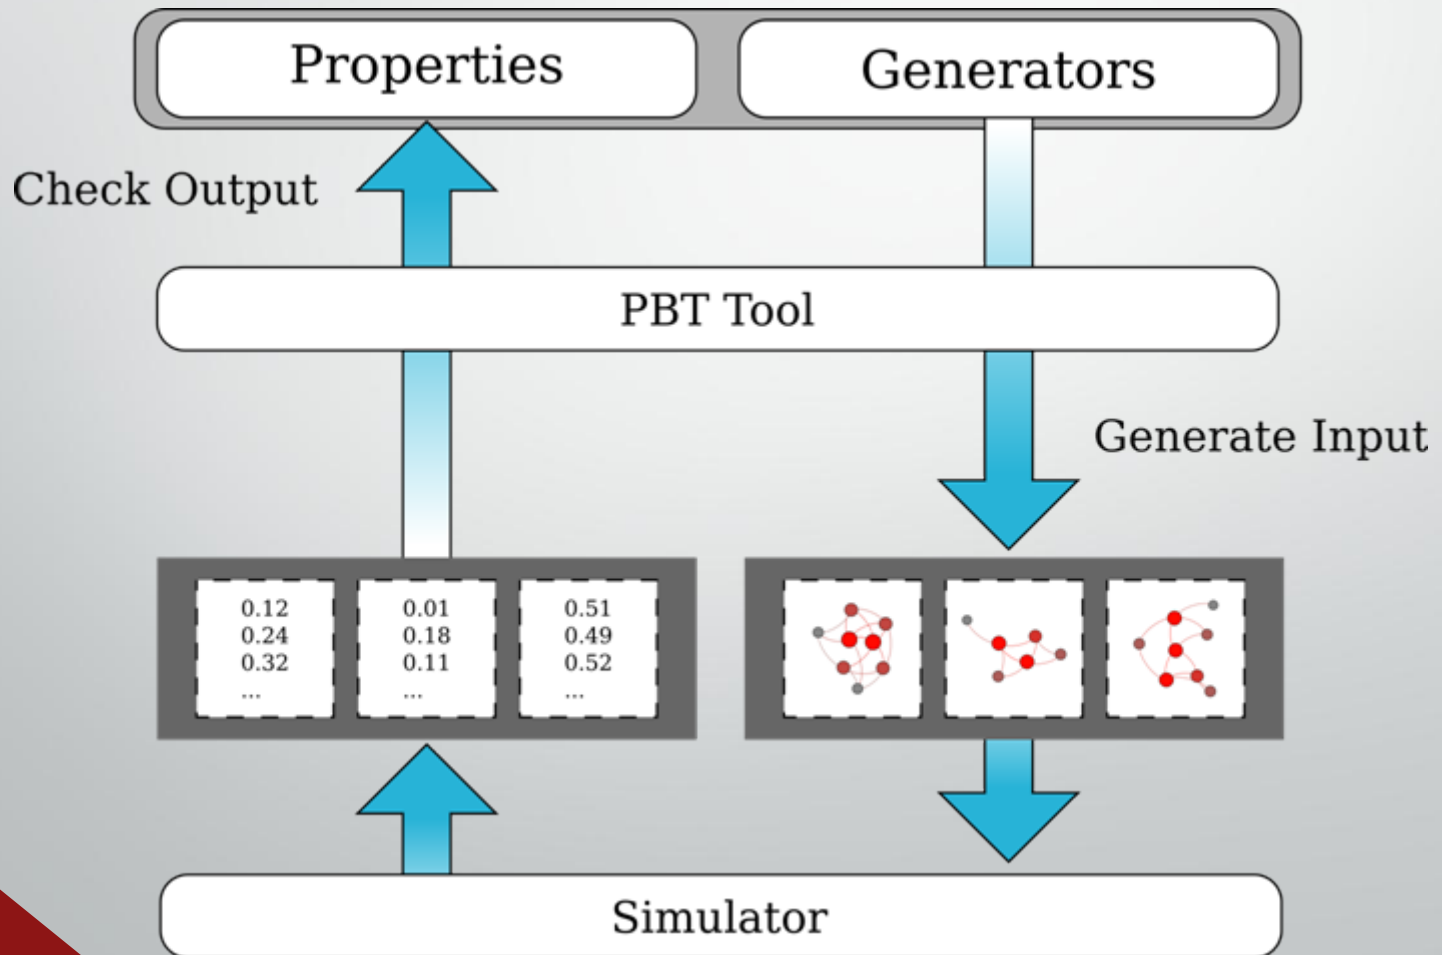 Properties
Generators
Check Output
PBT Tool
Generate Input
0.12
0.24
0.32
...
0.01
0.18
0.11
...
0.51
0.49
0.52
...
Simulator